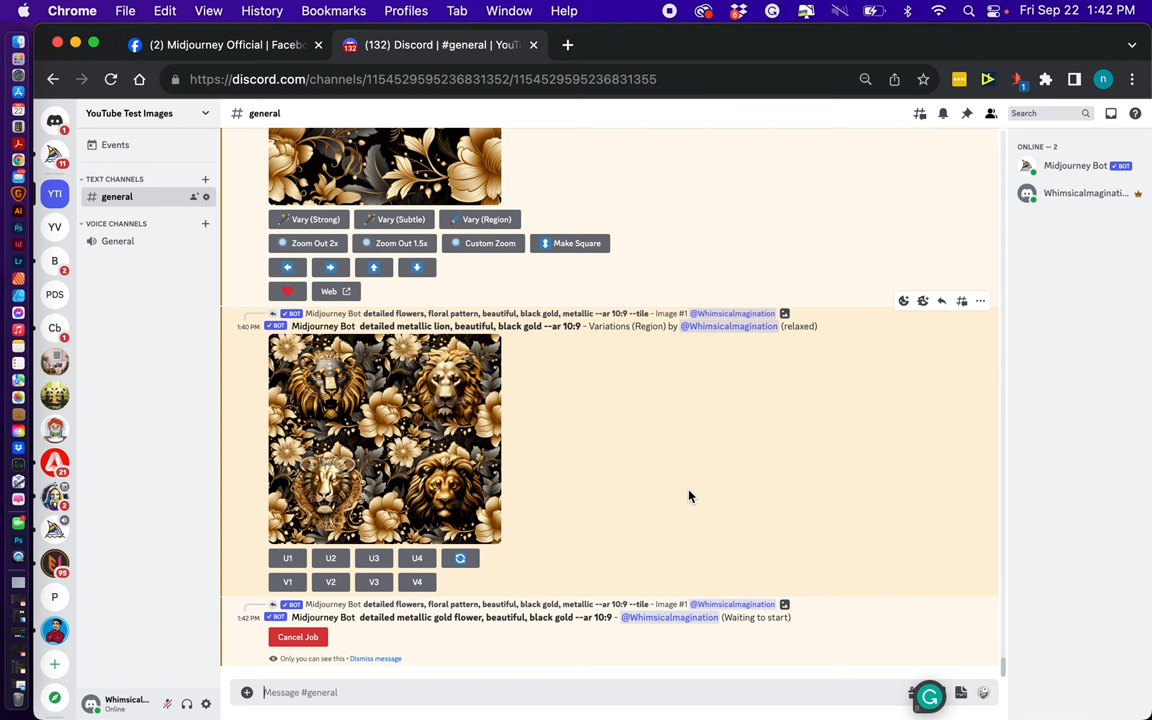 Chrome File Edit View History Bookmarks Profiles Tab Window Help Fri Sep 22 1:42 PM
(2) Midjourney Official | Faceb
(132) Discord | #general | YouT
https://discord.com/channels/1154529595236831352/1154529595236831355
YouTube Test Images
# general
Search
Events
TEXT CHANNELS
# general
VOICE CHANNELS
General
ONLINE — 2
Midjourney Bot ✓ BOT
Whimsicalmaginati...
YTI
YV
B
PDS
Cb
P
Vary (Strong) Vary (Subtle) Vary (Region)
Zoom Out 2x Zoom Out 1.5x Custom Zoom Make Square
Web
✓ BOT Midjourney Bot detailed flowers, floral pattern, beautiful, black gold, metallic --ar 10:9 --tile - Image #1 @Whimsicalmagination
1:40 PM ✓ BOT Midjourney Bot detailed metallic lion, beautiful, black gold --ar 10:9 - Variations (Region) by @Whimsicalmagination (relaxed)
U1 U2 U3 U4
V1 V2 V3 V4
✓ BOT Midjourney Bot detailed flowers, floral pattern, beautiful, black gold, metallic --ar 10:9 --tile - Image #1 @Whimsicalmagination
1:42 PM ✓ BOT Midjourney Bot detailed metallic gold flower, beautiful, black gold --ar 10:9 - @Whimsicalmagination (Waiting to start)
Cancel Job
Only you can see this • Dismiss message
Message #general
Whimsical...
Online